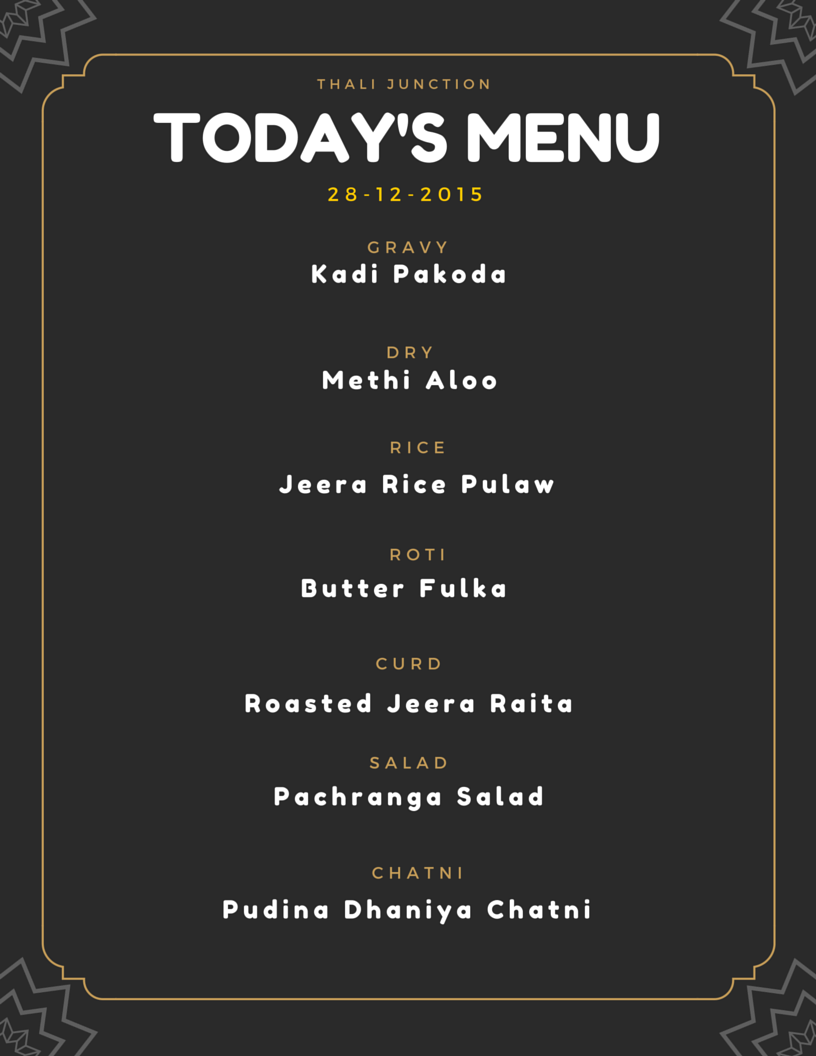 THALI JUNCTION
TODAY'S MENU
28-12-2015
GRAVY
Kadi Pakoda
DRY
Methi Aloo
RICE
Jeera Rice Pulaw
ROTI
Butter Fulka
CURD
Roasted Jeera Raita
SALAD
Pachranga Salad
CHATNI
Pudina Dhaniya Chatni